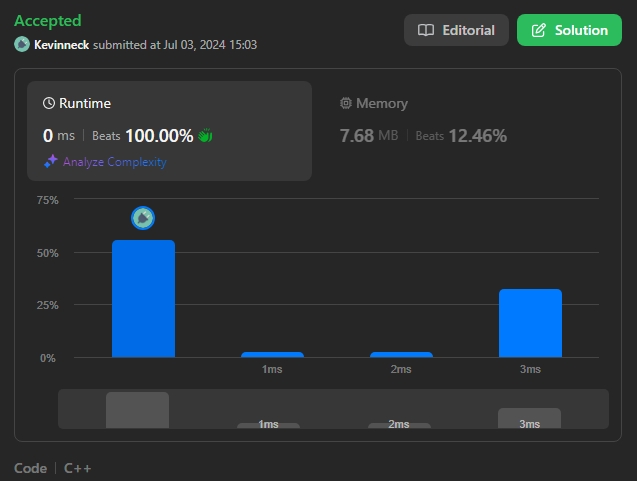 Accepted
Editorial
Solution
Kevinneck submitted at Jul 03, 2024 15:03
Runtime
Memory
0 ms | Beats 100.00%
7.68 MB | Beats 12.46%
Analyze Complexity
75%
50%
25%
0%
1ms 2ms 3ms
1ms 2ms 3ms
Code | C++